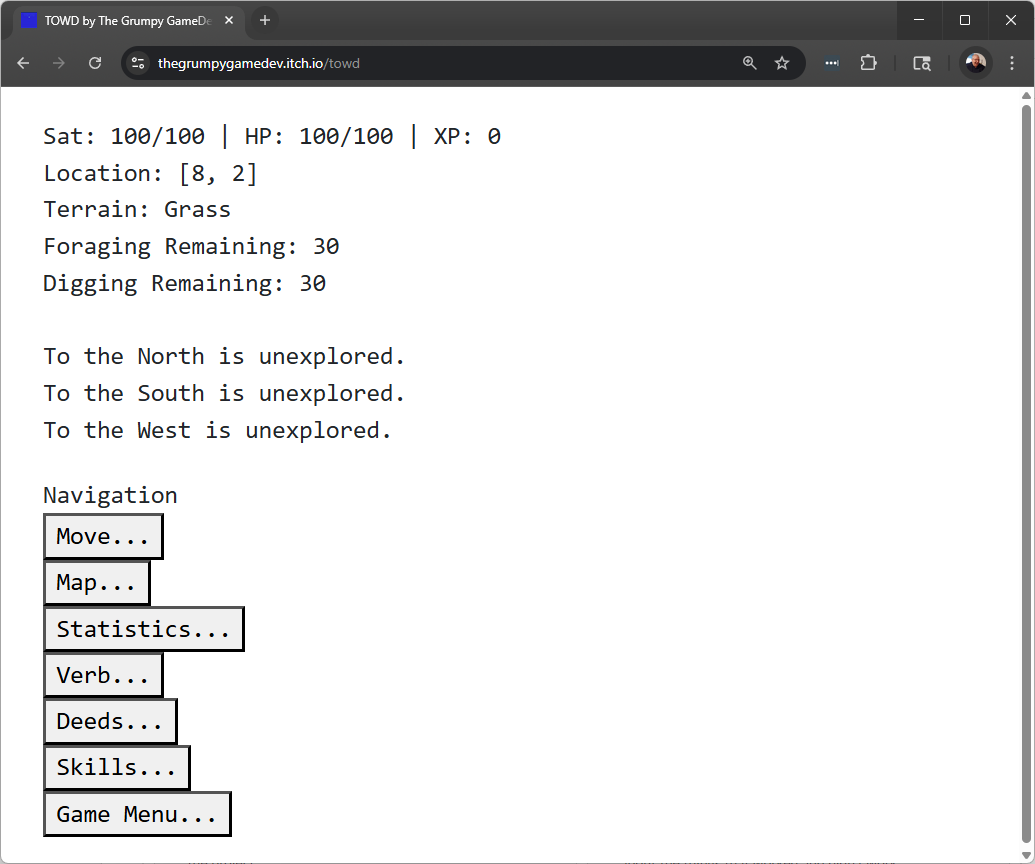 TOWD by The Grumpy GameDe
thegrumpygamedev.itch.io/towd
Sat: 100/100 | HP: 100/100 | XP: 0
Location: [8, 2]
Terrain: Grass
Foraging Remaining: 30
Digging Remaining: 30
To the North is unexplored.
To the South is unexplored.
To the West is unexplored.
Navigation
Move...
Map...
Statistics...
Verb...
Deeds...
Skills...
Game Menu...